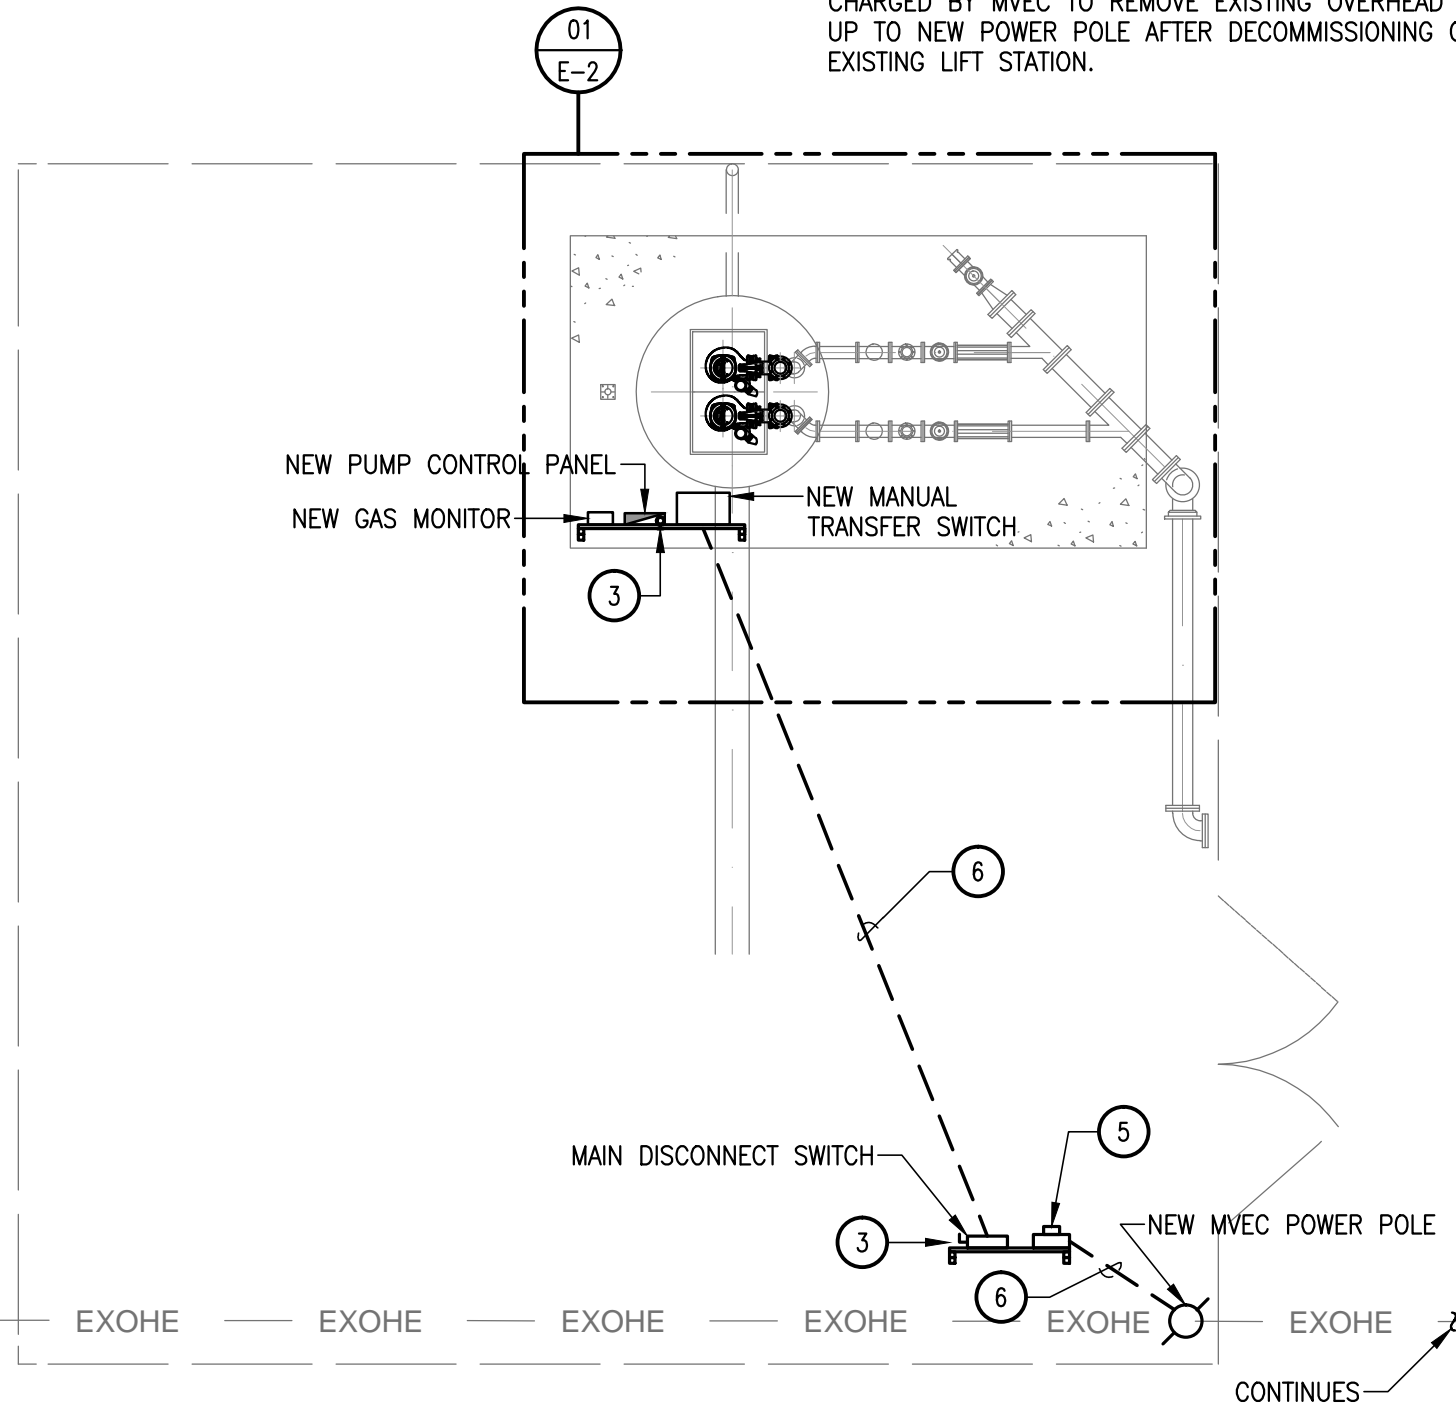 CHARGED BY MVEC TO REMOVE EXISTING OVERHEAD
UP TO NEW POWER POLE AFTER DECOMMISSIONING
EXISTING LIFT STATION.
01
E-2
NEW PUMP CONTROL PANEL
NEW GAS MONITOR
NEW MANUAL
TRANSFER SWITCH
3
6
5
MAIN DISCONNECT SWITCH
3
NEW MVEC POWER POLE
6
EXOHE EXOHE EXOHE EXOHE EXOHE EXOHE
CONTINUES